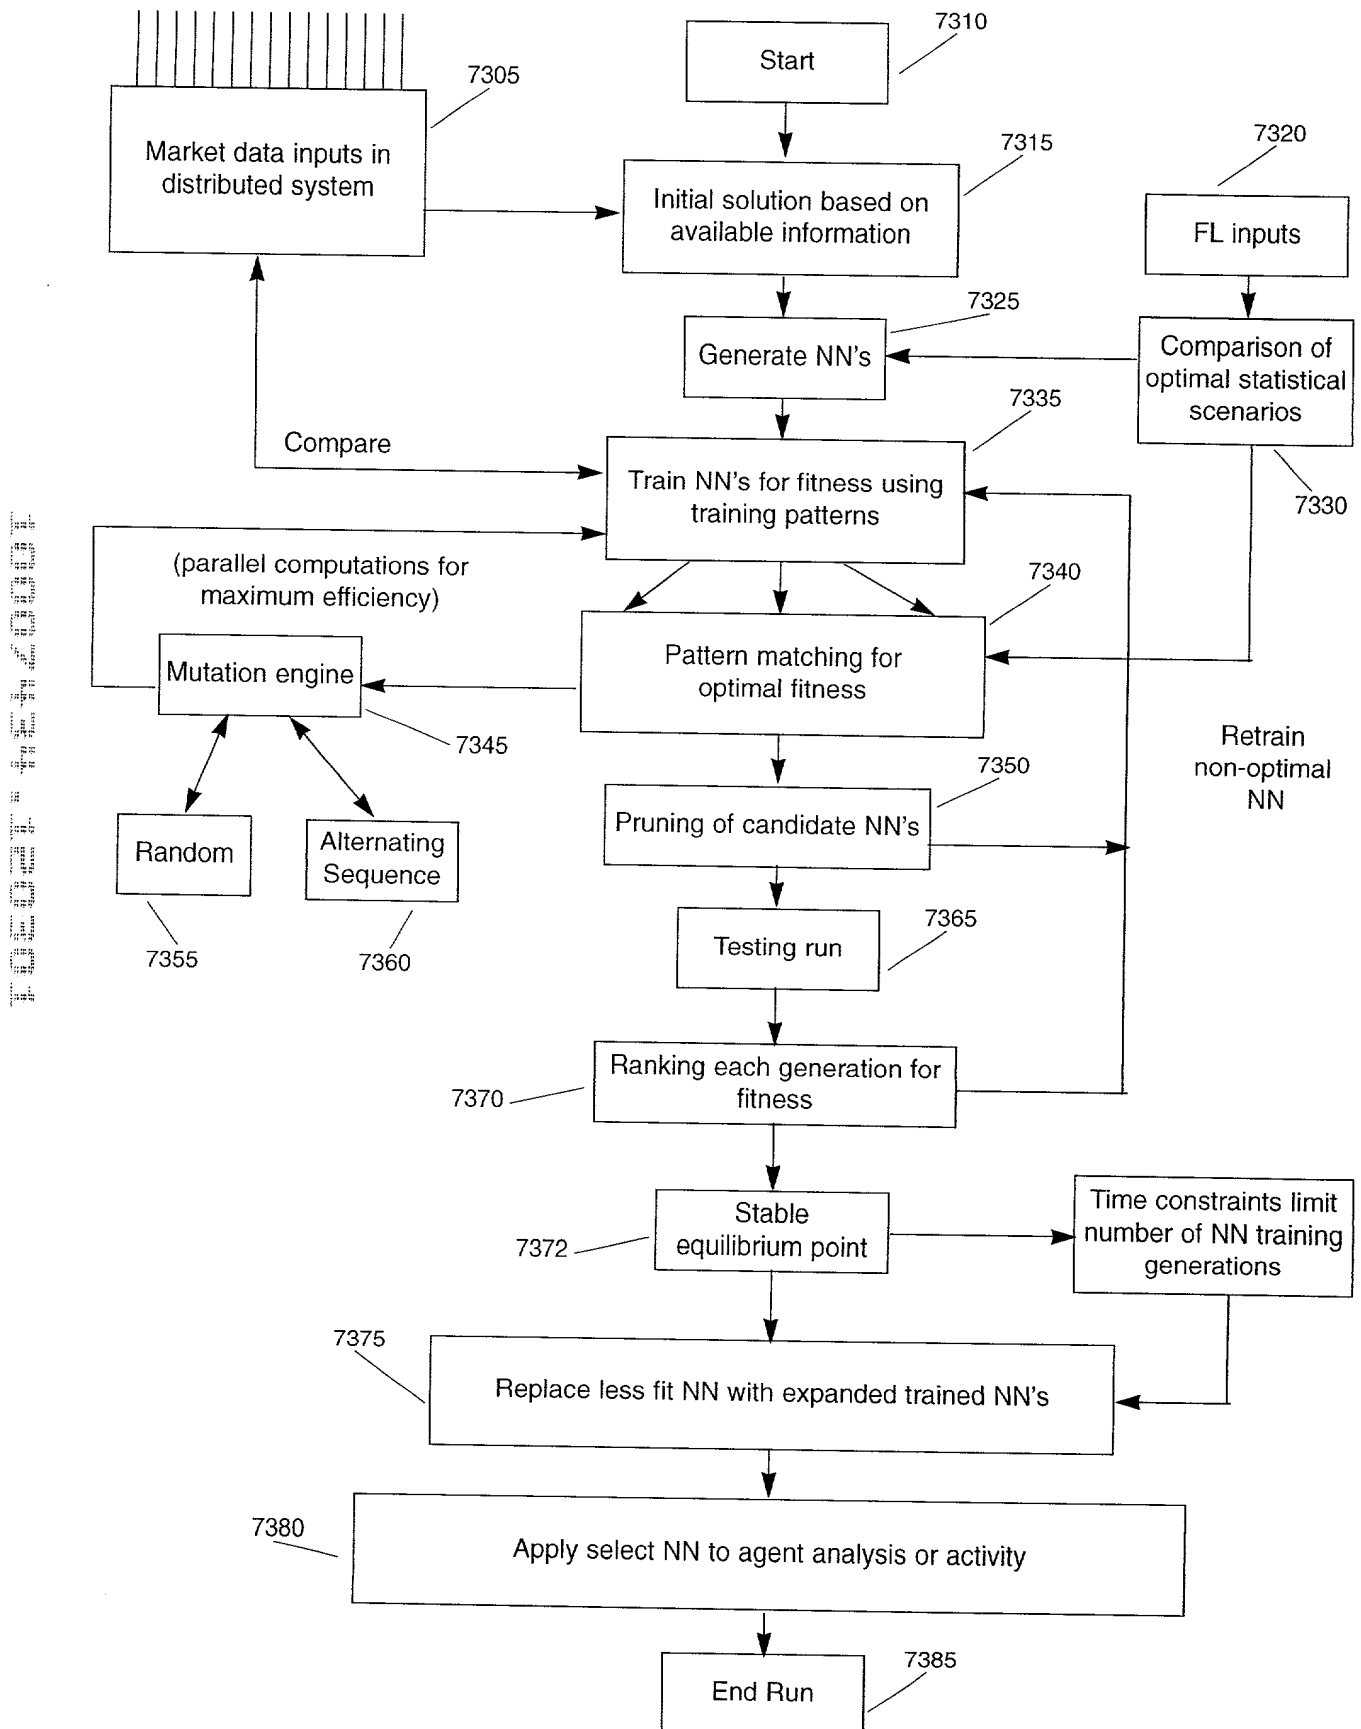 7310
Start
7305
Market data inputs in
distributed system
7315
Initial solution based on
available information
7320
FL inputs
7325
Generate NN's
Comparison of
optimal statistical
scenarios
7330
7335
Compare
Train NN's for fitness using
training patterns
(parallel computations for
maximum efficiency)
7340
Pattern matching for
optimal fitness
Mutation engine
7345
Retrain
non-optimal
NN
7350
Pruning of candidate NN's
Random
Alternating
Sequence
7355
7360
7365
Testing run
Ranking each generation for
fitness
7370
Stable
equilibrium point
7372
Time constraints limit
number of NN training
generations
7375
Replace less fit NN with expanded trained NN's
7380
Apply select NN to agent analysis or activity
7385
End Run